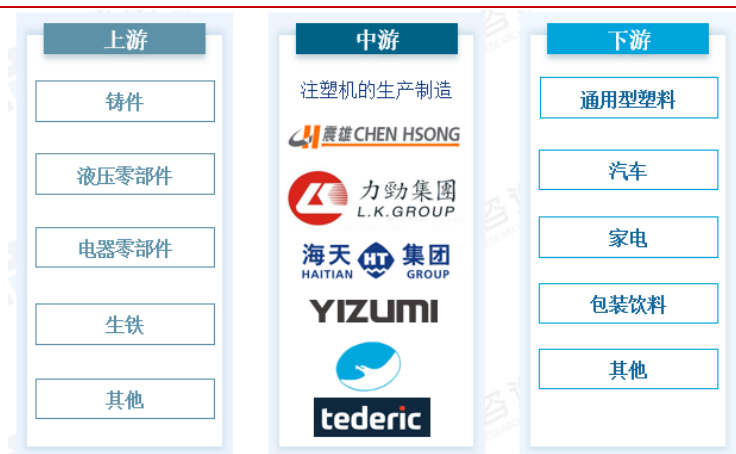 上游
铸件
液压零部件
电器零部件
生铁
其他
中游
注塑机的生产制造
震雄 CHEN HSONG
力勁集團
L.K.GROUP
海天 HT 集团
HAITIAN GROUP
YIZUMI
tederic
下游
通用型塑料
汽车
家电
包装饮料
其他